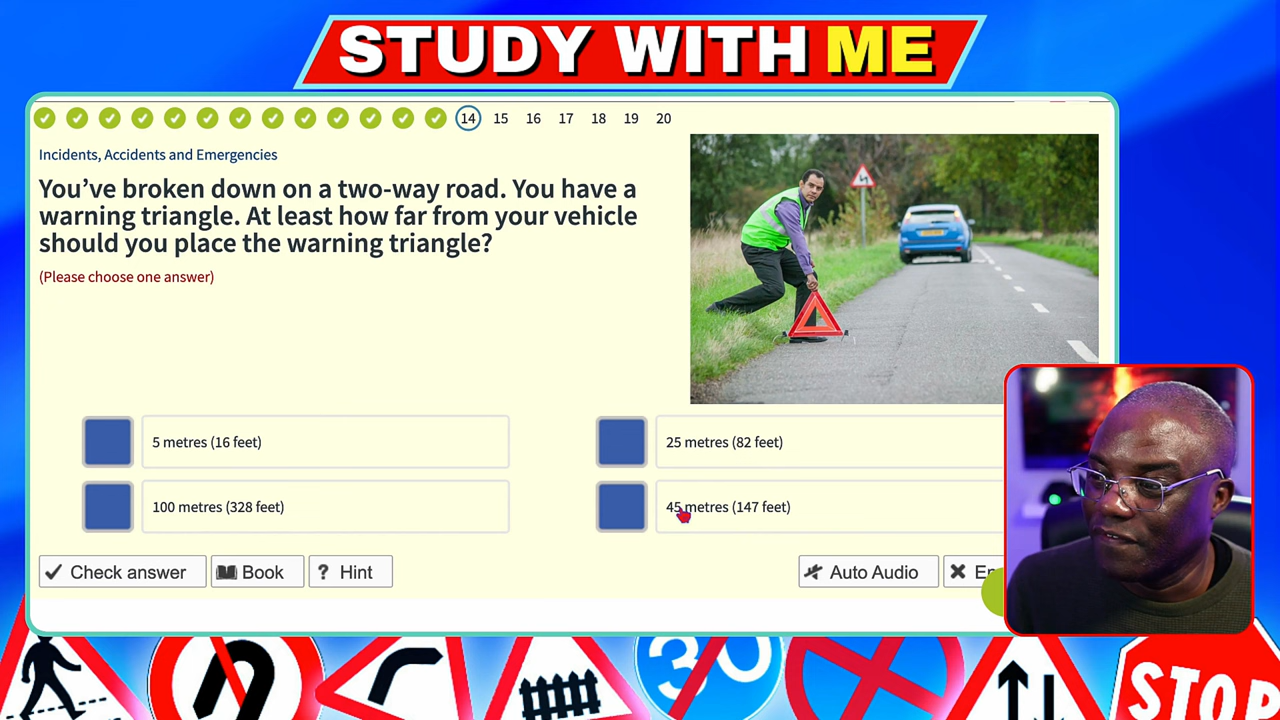 STUDY WITH ME
14 15 16 17 18 19 20
Incidents, Accidents and Emergencies
You’ve broken down on a two-way road. You have a
warning triangle. At least how far from your vehicle
should you place the warning triangle?
(Please choose one answer)
5 metres (16 feet)
25 metres (82 feet)
100 metres (328 feet)
45 metres (147 feet)
Check answer
Book
? Hint
Auto Audio
30
STOP